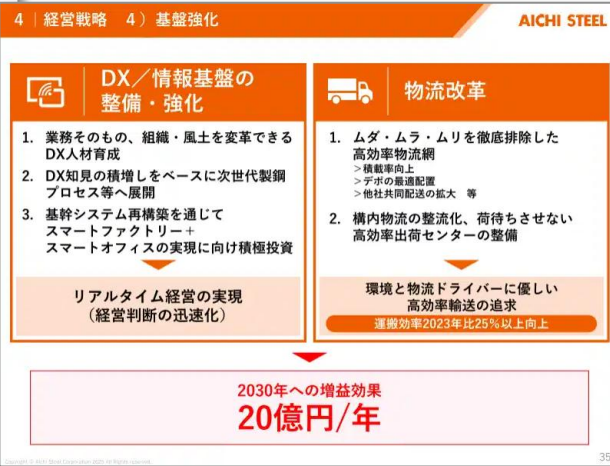 4 | 経営戦略　4）基盤強化
AICHI STEEL
DX／情報基盤の
整備・強化
1. 業務そのもの、組織・風土を変革できる
DX人材育成
2. DX知見の積増しをベースに次世代製鋼
プロセス等へ展開
3. 基幹システム再構築を通じて
スマートファクトリー＋
スマートオフィスの実現に向け積極投資
リアルタイム経営の実現
（経営判断の迅速化）
物流改革
1. ムダ・ムラ・ムリを徹底排除した
高効率物流網
＞積載率向上
＞デポの最適配置
＞他社共同配送の拡大　等
2. 構内物流の整流化、荷待ちさせない
高効率出荷センターの整備
環境と物流ドライバーに優しい
高効率輸送の追求
運搬効率2023年比25%以上向上
2030年への増益効果
20億円/年
Copyright © Aichi Steel Corporation 2025 All Rights reserved.
35